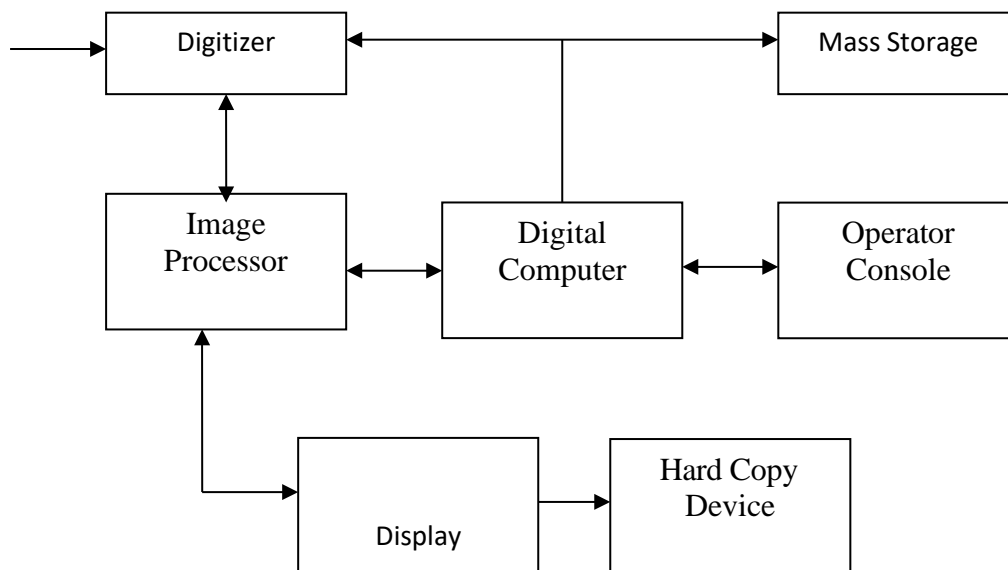 Digitizer
Mass Storage
Image
Processor
Digital
Computer
Operator
Console
Display
Hard Copy
Device